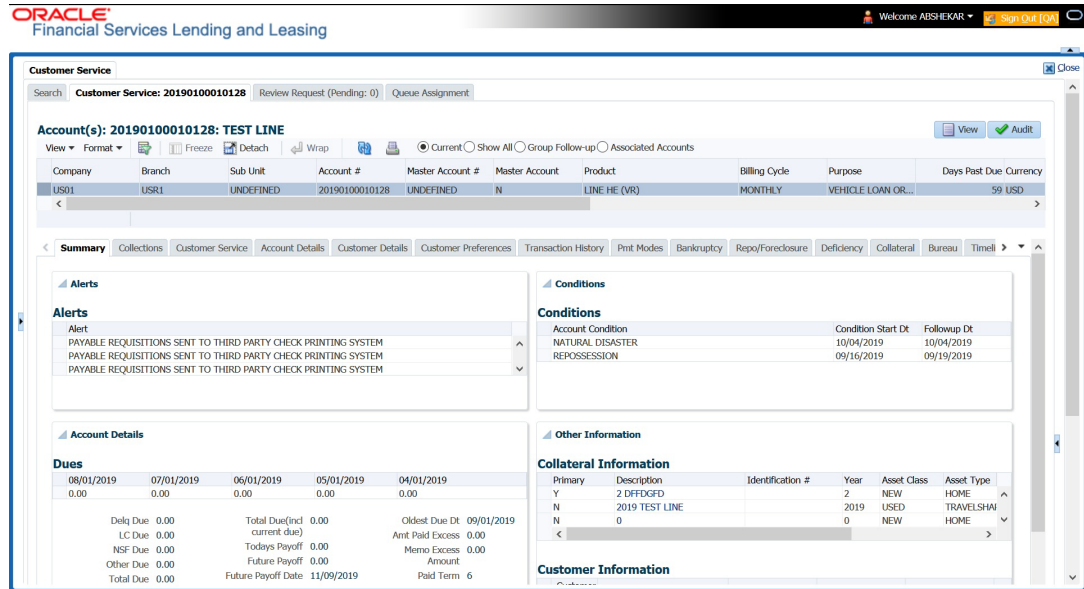 ORACLE
Financial Services Lending and Leasing
Welcome ABSHEKAR
Sign Out [QA]
Customer Service
Close
Search Customer Service: 20190100010128 Review Request (Pending: 0) Queue Assignment
Account(s): 20190100010128: TEST LINE
View Audit
View Format Freeze Detach Wrap Current Show All Group Follow-up Associated Accounts
Company Branch Sub Unit Account # Master Account # Master Account Product Billing Cycle Purpose Days Past Due Currency
US01 USR1 UNDEFINED 20190100010128 UNDEFINED N LINE HE (VR) MONTHLY VEHICLE LOAN OR... 59 USD
Summary Collections Customer Service Account Details Customer Details Customer Preferences Transaction History Pmt Modes Bankruptcy Repo/Foreclosure Deficiency Collateral Bureau Timeli
Alerts
Alerts
Alert
PAYABLE REQUISITIONS SENT TO THIRD PARTY CHECK PRINTING SYSTEM
PAYABLE REQUISITIONS SENT TO THIRD PARTY CHECK PRINTING SYSTEM
PAYABLE REQUISITIONS SENT TO THIRD PARTY CHECK PRINTING SYSTEM
Conditions
Conditions
Account Condition Condition Start Dt Followup Dt
NATURAL DISASTER 10/04/2019 10/04/2019
REPOSSESSION 09/16/2019 09/19/2019
Account Details
Dues
08/01/2019 07/01/2019 06/01/2019 05/01/2019 04/01/2019
0.00 0.00 0.00 0.00 0.00
Delq Due 0.00
LC Due 0.00
NSF Due 0.00
Other Due 0.00
Total Due 0.00
Total Due(incl current due) 0.00
Todays Payoff 0.00
Future Payoff 0.00
Future Payoff Date 11/09/2019
Oldest Due Dt 09/01/2019
Amt Paid Excess 0.00
Memo Excess Amount 0.00
Paid Term 6
Other Information
Collateral Information
Primary Description Identification # Year Asset Class Asset Type
Y 2 DFFDGFD 2 NEW HOME
N 2019 TEST LINE 2019 USED TRAVELSHAI
N 0 0 NEW HOME
Customer Information
Customer